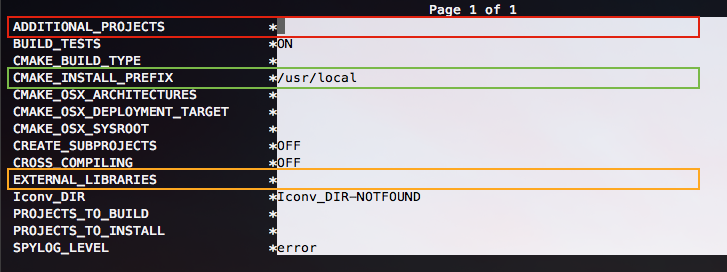 Page 1 of 1
ADDITIONAL_PROJECTS *
BUILD_TESTS *ON
CMAKE_BUILD_TYPE *
CMAKE_INSTALL_PREFIX */usr/local
CMAKE_OSX_ARCHITECTURES *
CMAKE_OSX_DEPLOYMENT_TARGET *
CMAKE_OSX_SYSROOT *
CREATE_SUBPROJECTS *OFF
CROSS_COMPILING *OFF
EXTERNAL_LIBRARIES *
Iconv_DIR *Iconv_DIR-NOTFOUND
PROJECTS_TO_BUILD *
PROJECTS_TO_INSTALL *
SPYLOG_LEVEL *error